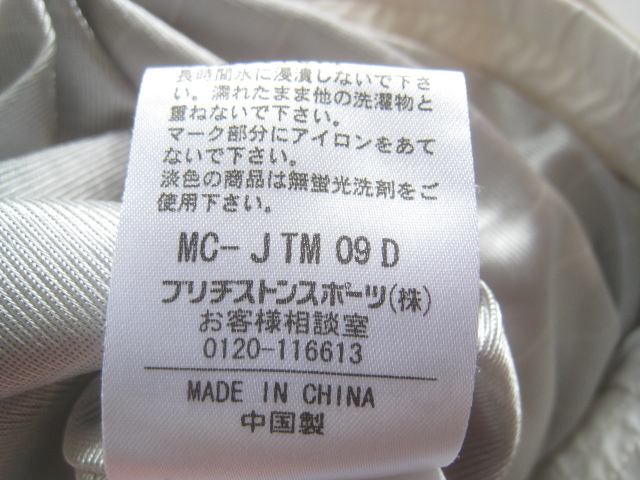 長時間水に浸漬しないで下さ
い。濡れたまま他の洗濯物と
重ねないで下さい。
マーク部分にアイロンをあて
ないで下さい。
淡色の商品は無蛍光洗剤をご
使用下さい。
MC-JTM 09 D
ブリヂストンスポーツ(株)
お客様相談室
0120-116613
MADE IN CHINA
中国製